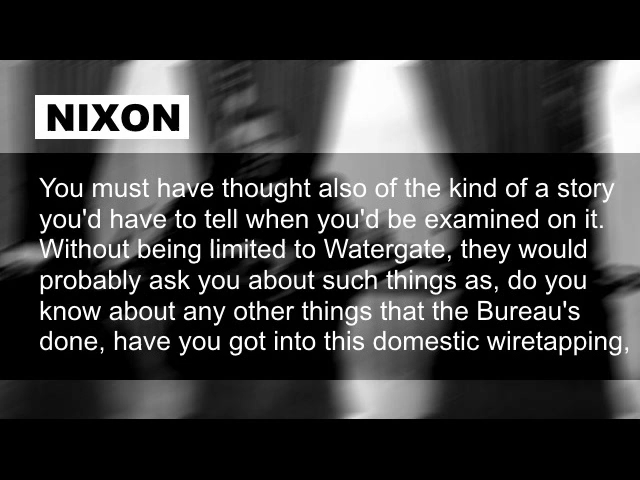 NIXON
You must have thought also of the kind of a story
you'd have to tell when you'd be examined on it.
Without being limited to Watergate, they would
probably ask you about such things as, do you
know about any other things that the Bureau's
done, have you got into this domestic wiretapping,